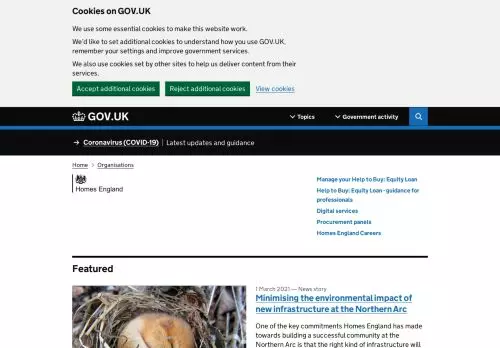 Cookies on GOV.UK
We use some essential cookies to make this website work.
We'd like to set additional cookies to understand how you use GOV.UK,
remember your settings and improve government services.
We also use cookies set by other sites to help us deliver content from their
services.
Accept additional cookies
Reject additional cookies
View cookies
GOV.UK
Topics
Government activity
→ Coronavirus (COVID-19) | Latest updates and guidance
Home > Organisations
Homes England
Manage your Help to Buy: Equity Loan
Help to Buy: Equity Loan - guidance for
professionals
Digital services
Procurement panels
Homes England Careers
Featured
1 March 2021 — News story
Minimising the environmental impact of
new infrastructure at the Northern Arc
One of the key commitments Homes England has made
towards building a successful community at the
Northern Arc is that the right kind of infrastructure will